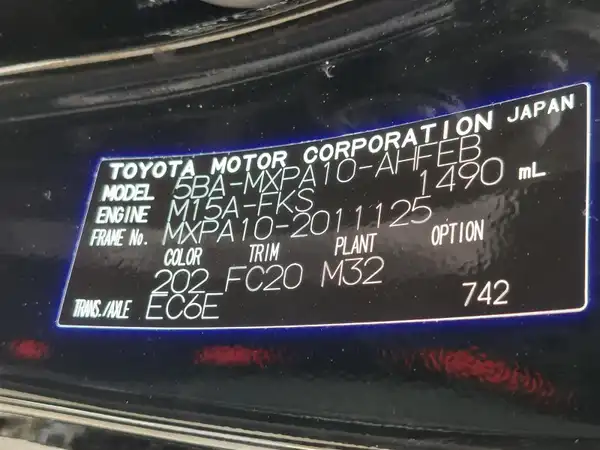 TOYOTA MOTOR CORPORATION JAPAN
MODEL 5BA-MXPA10-AHFEB
ENGINE M15A-FKS 1490 mL
FRAME No. MXPA10-2011125
COLOR TRIM PLANT OPTION
202 FC20 M32
TRANS./AXLE EC6E 742